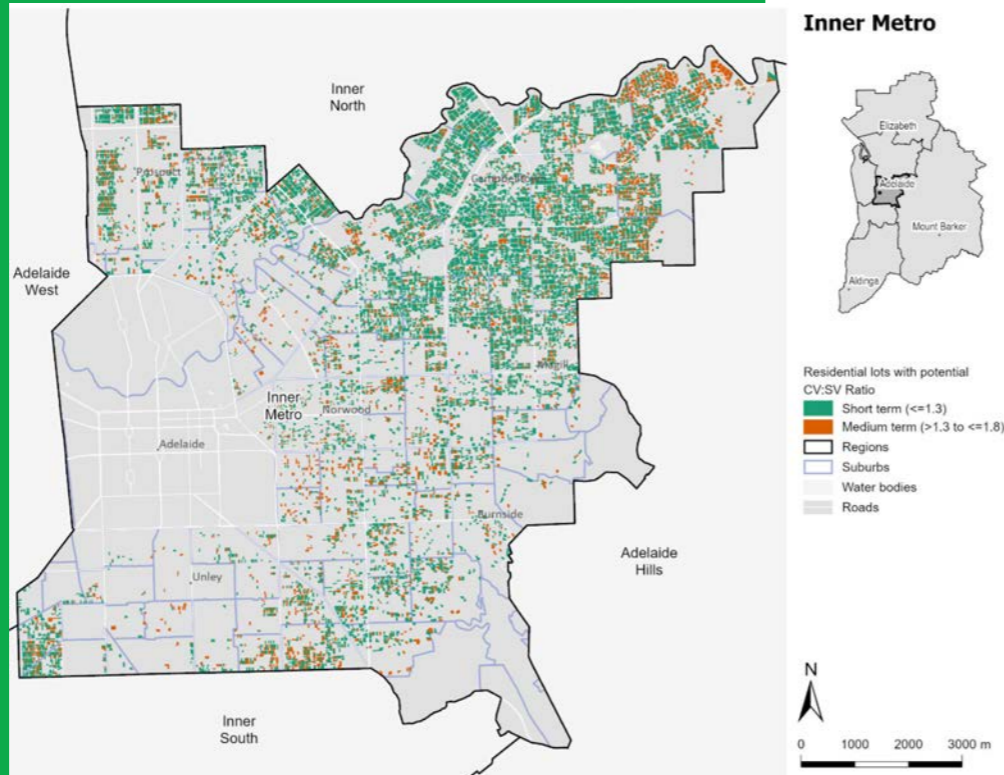 Inner Metro
Inner
North
Elizabeth
Adelaide
Mount Barker
Aldinga
Prospect
Campbelltown
Adelaide
West
Magill
Inner
Metro
Norwood
Adelaide
Burnside
Adelaide
Hills
Unley
Inner
South
Residential lots with potential
CV:SV Ratio
Short term (<=1.3)
Medium term (>1.3 to <=1.8)
Regions
Suburbs
Water bodies
Roads
N
0 1000 2000 3000 m